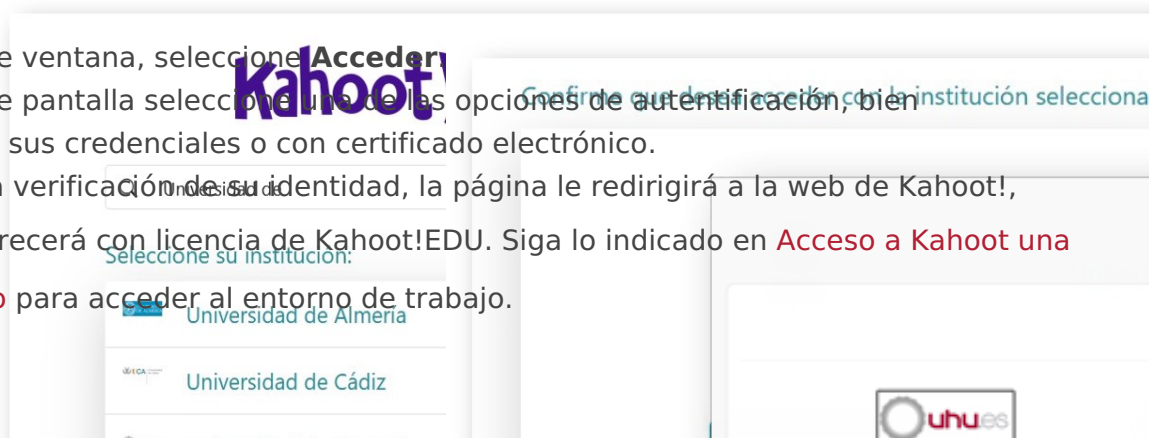 e ventana, seleccione Acceder.
Kahoot
e pantalla seleccione una de las opciones de autentificación, bien
Confirme que desea acceder con la institución selecciona
sus credenciales o con certificado electrónico.
verificación de su identidad, la página le redirigirá a la web de Kahoot!,
Universidad de
recerá con licencia de Kahoot!EDU. Siga lo indicado en Acceso a Kahoot una
Seleccione su institución:
o para acceder al entorno de trabajo.
Universidad de Almería
Universidad de Cádiz
uhu.es